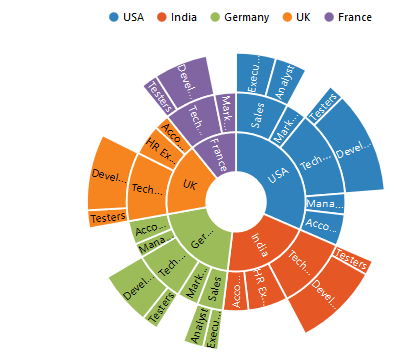 USA
India
Germany
UK
France
USA
India
Ger...
UK
France
Sales
Mark...
Tech...
Mana...
Acco...
Execu...
Analyst
Testers
Devel...
Tech...
HR Ex...
Acco...
Testers
Devel...
Sales
Mark...
Tech...
Mana...
Acco...
Execu...
Analyst
Testers
Devel...
Tech...
HR Ex...
Acco...
Testers
Devel...
Tech...
Mark...
Testers
Devel...